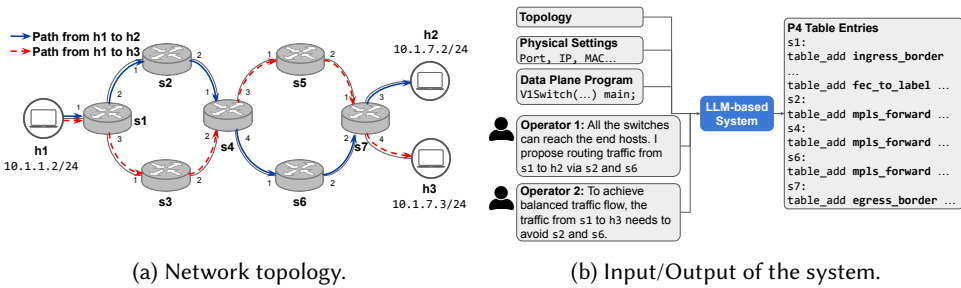 Path from h1 to h2
Path from h1 to h3
h2
10.1.7.2/24
s2
s5
1
2
1
2
1
2
3
1
s1
3
s4
3
4
1
2
s7
3
4
2
h1
10.1.1.2/24
1
2
s3
1
2
s6
h3
10.1.7.3/24
(a) Network topology.
Topology
Physical Settings
Port, IP, MAC...
Data Plane Program
V1Switch(...) main;
Operator 1: All the switches
can reach the end hosts. I
propose routing traffic from
s1 to h2 via s2 and s6
Operator 2: To achieve
balanced traffic flow, the
traffic from s1 to h3 needs to
avoid s2 and s6.
LLM-based
System
P4 Table Entries
s1:
table_add ingress_border
...
table_add fec_to_label ...
s2:
table_add mpls_forward ...
s4:
table_add mpls_forward ...
s6:
table_add mpls_forward ...
s7:
table_add egress_border ...
(b) Input/Output of the system.